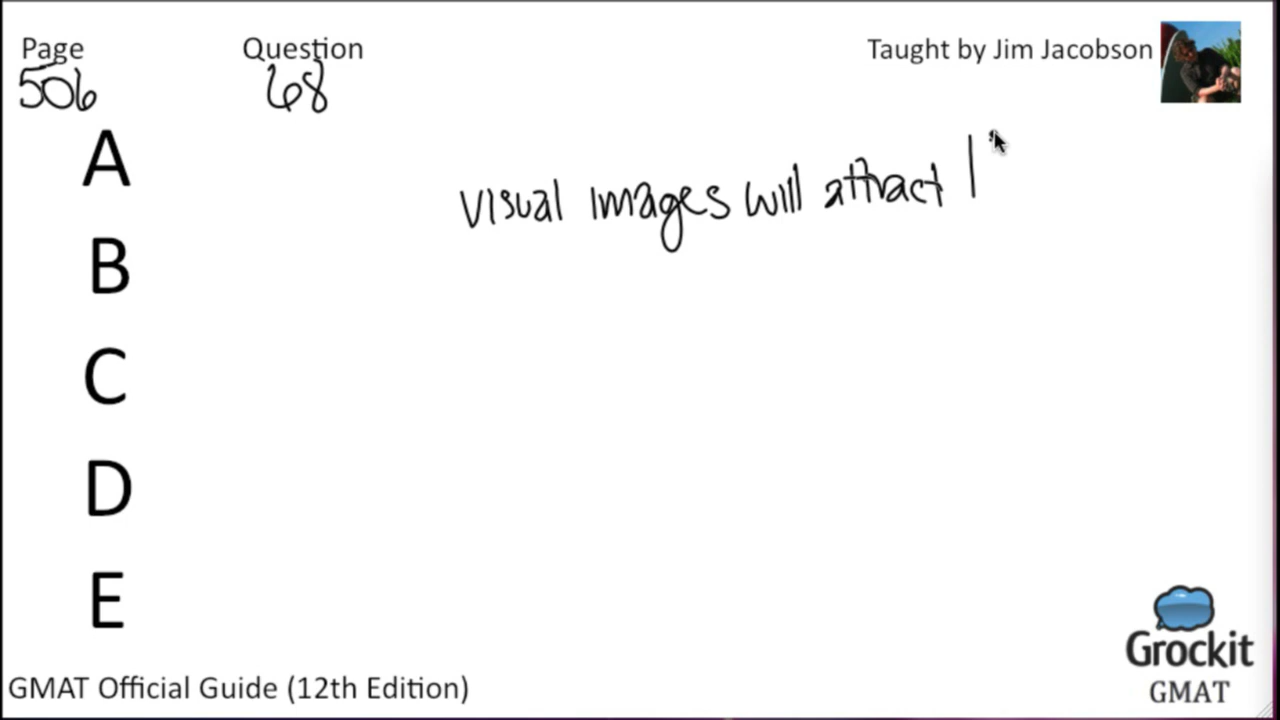 Page Question Taught by Jim Jacobson
506 68
A
visual images will attract
B
C
D
E
Grockit
GMAT
GMAT Official Guide (12th Edition)